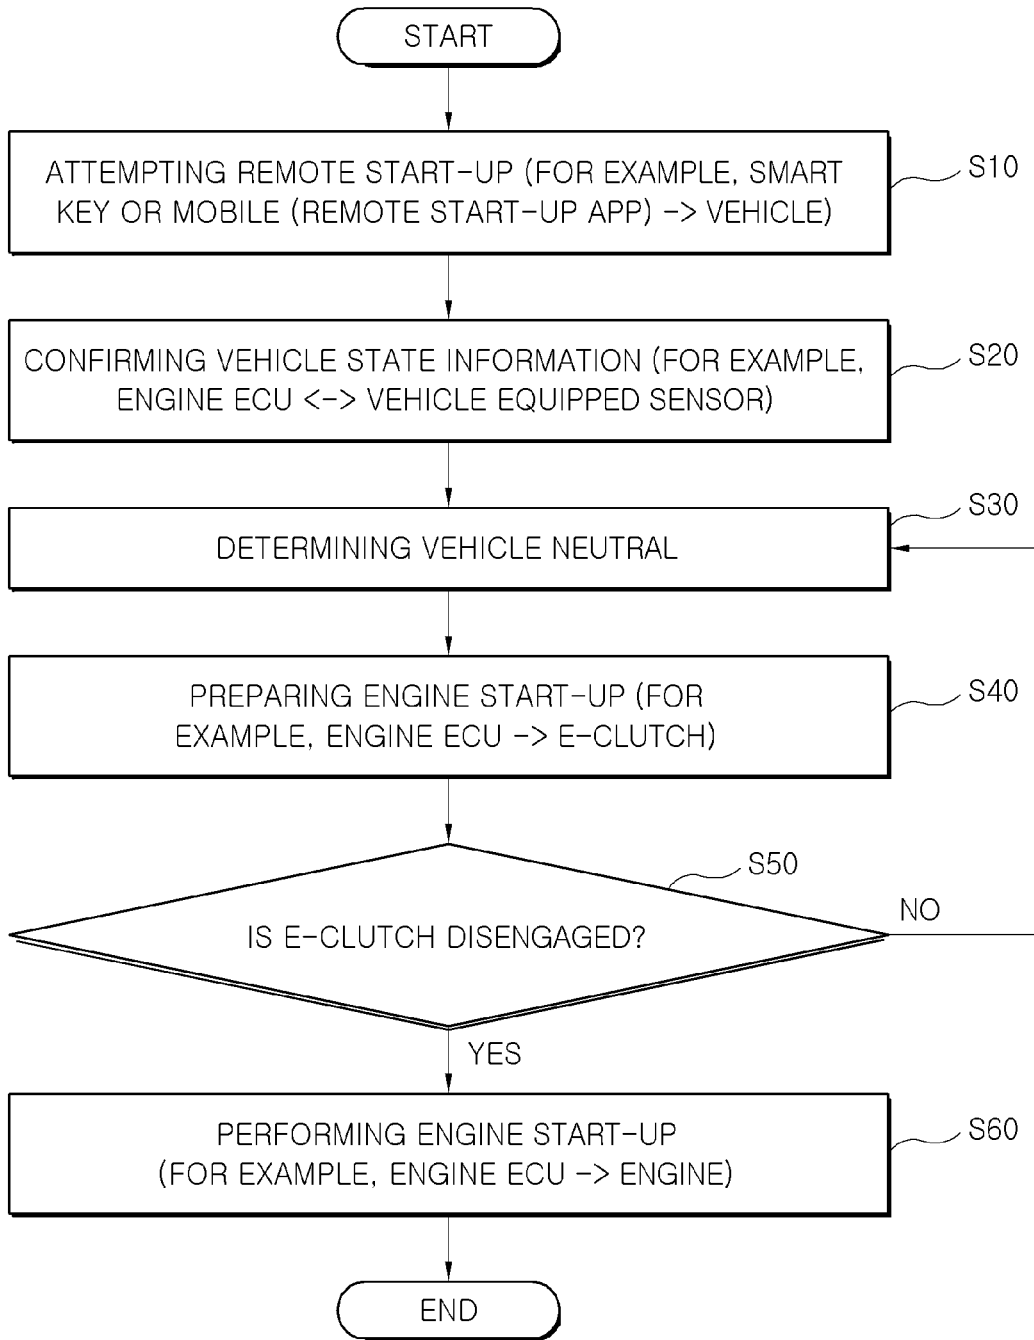 START
ATTEMPTING REMOTE START-UP (FOR EXAMPLE, SMART
KEY OR MOBILE (REMOTE START-UP APP) -> VEHICLE)
S10
CONFIRMING VEHICLE STATE INFORMATION (FOR EXAMPLE,
ENGINE ECU <-> VEHICLE EQUIPPED SENSOR)
S20
DETERMINING VEHICLE NEUTRAL
S30
PREPARING ENGINE START-UP (FOR
EXAMPLE, ENGINE ECU -> E-CLUTCH)
S40
IS E-CLUTCH DISENGAGED?
S50
NO
YES
PERFORMING ENGINE START-UP
(FOR EXAMPLE, ENGINE ECU -> ENGINE)
S60
END